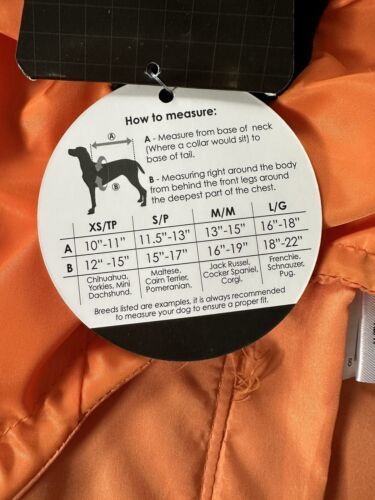 How to measure:
A
B
A - Measure from base of neck
(Where a collar would sit) to
base of tail.
B - Measuring right around the body
from behind the front legs around
the deepest part of the chest.
XS/TP S/P M/M L/G
A 10"-11" 11.5"-13" 13"-15" 16"-18"
B 12" -15" 15"-17" 16"-19" 18"-22"
Chihuahua, Maltese, Jack Russel, Frenchie,
Yorkies, Mini Cairn Terrier, Cocker Spaniel, Schnauzer,
Dachshund. Pomeranian. Corgi. Pug.
Breeds listed are examples, it is always recommended
to measure your dog to ensure a proper fit.